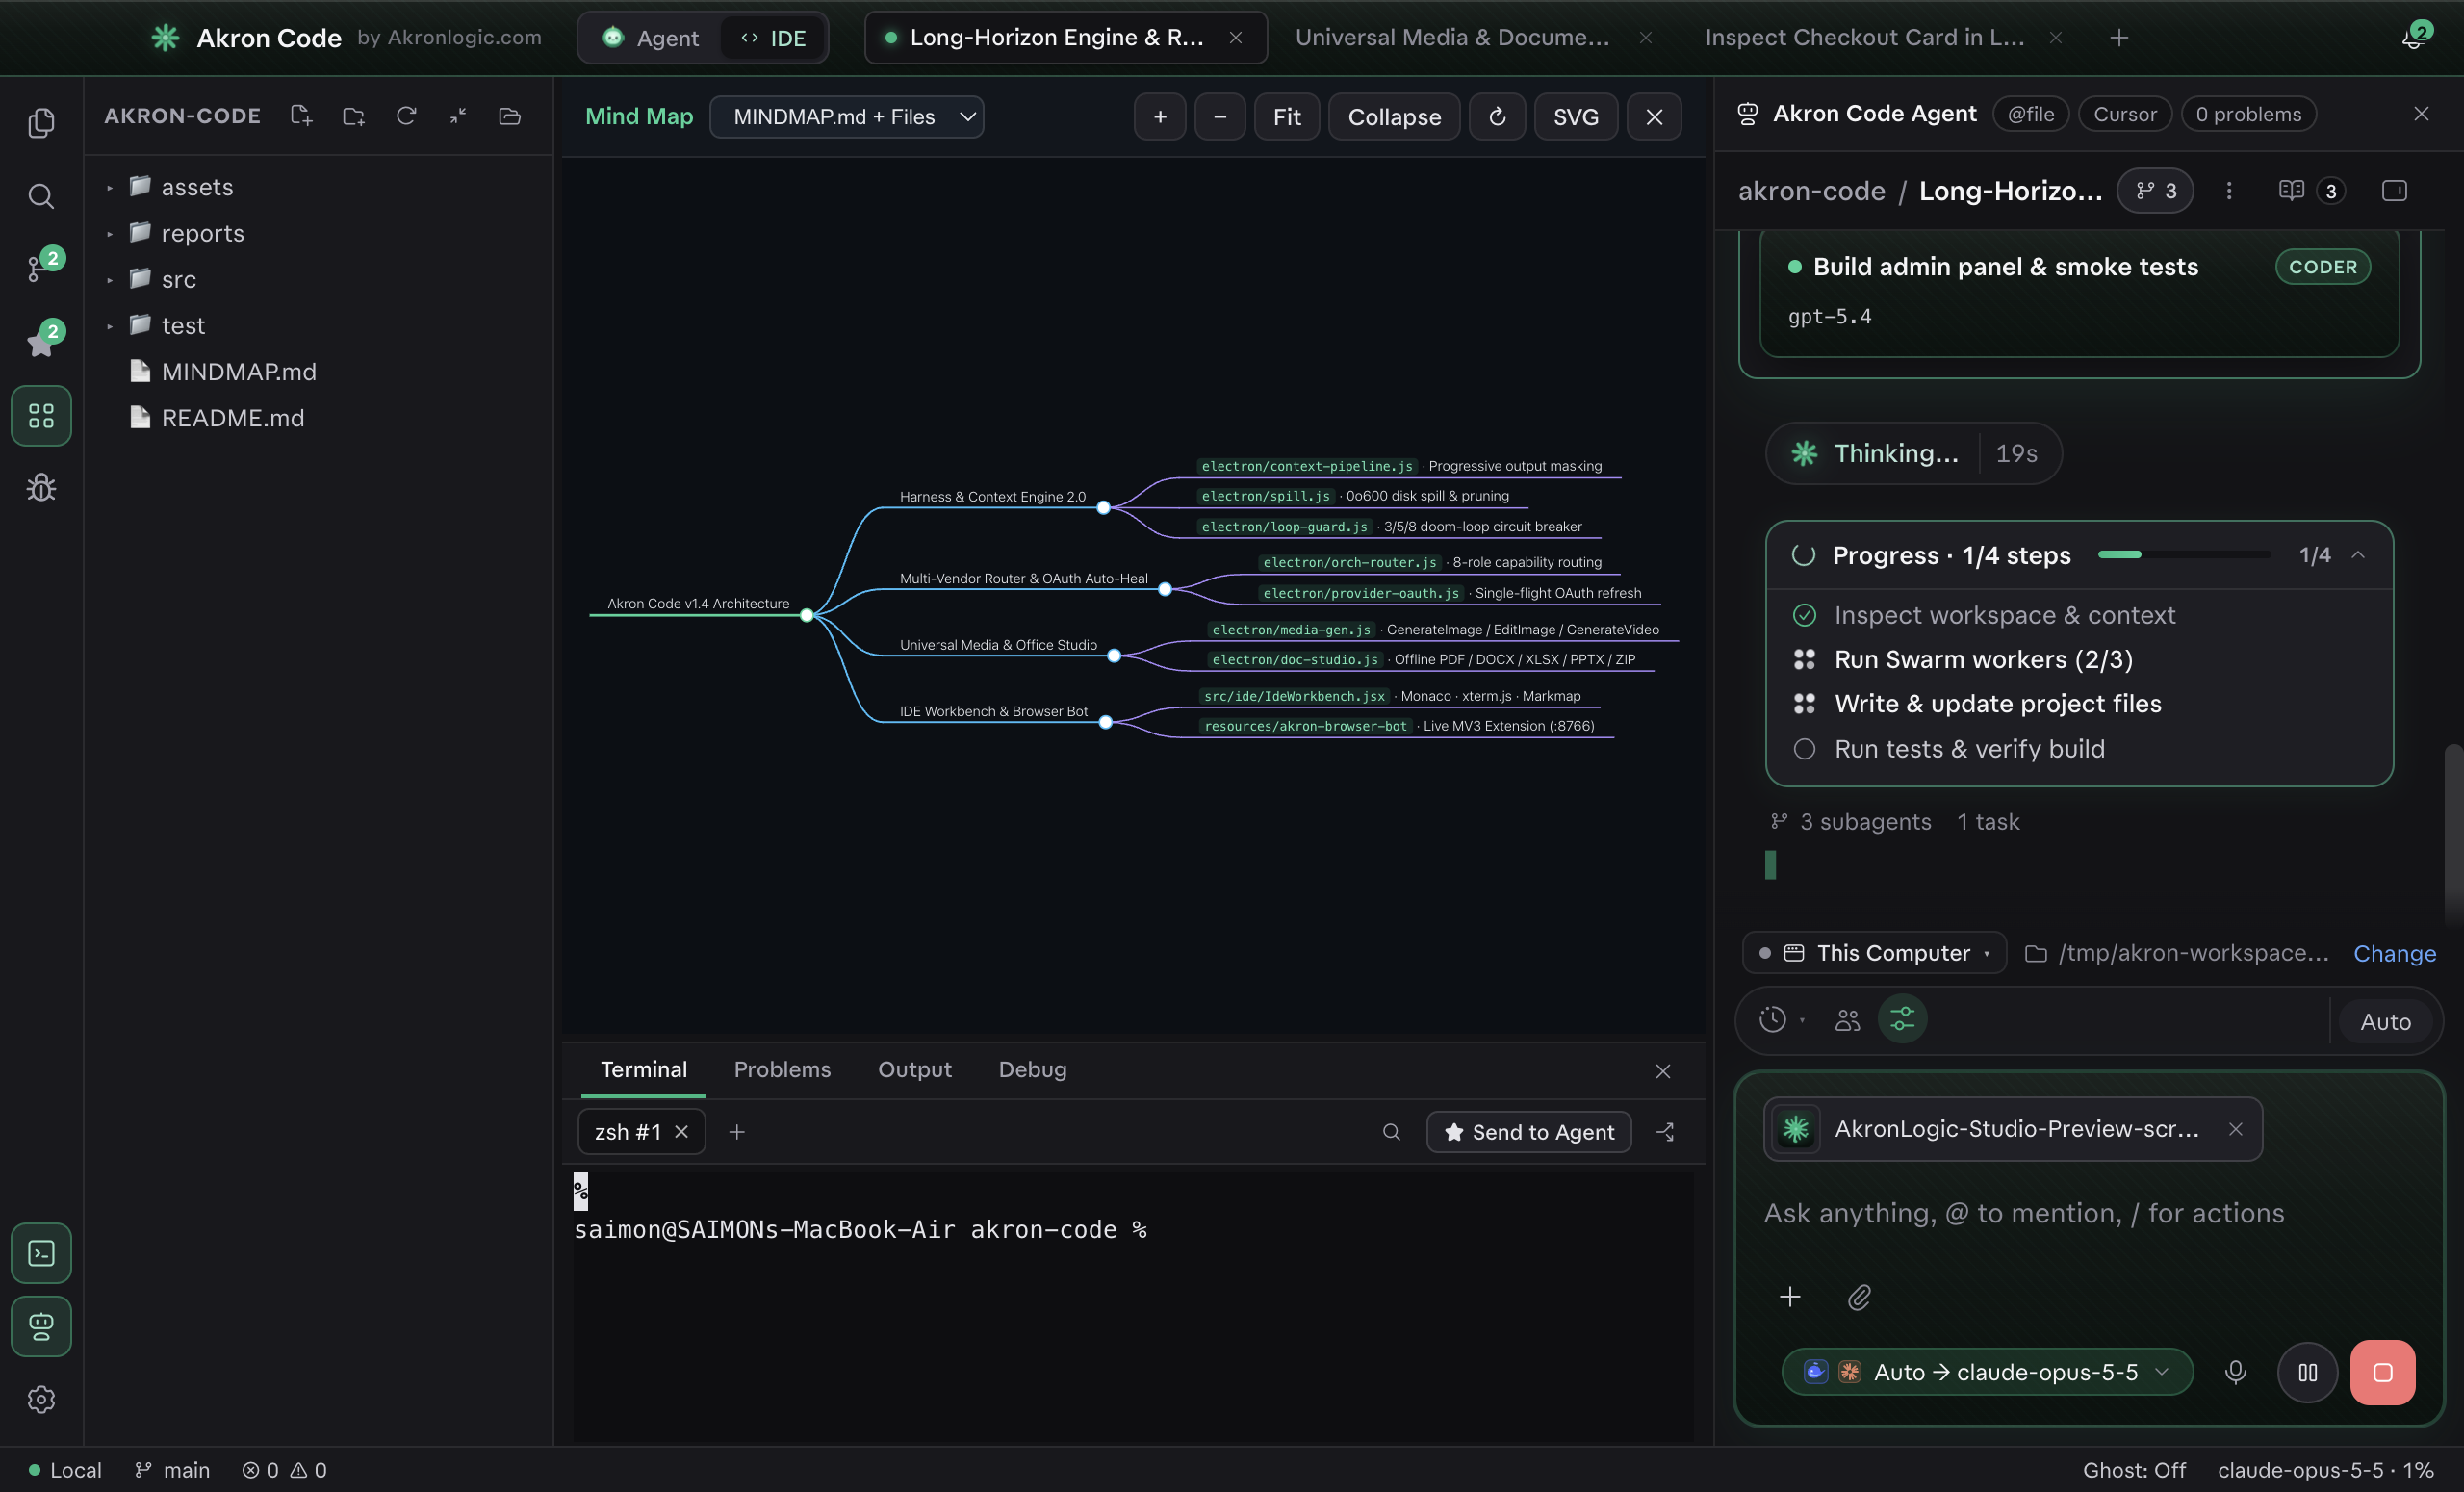 Akron Code by Akronlogic.com
Agent
IDE
Long-Horizon Engine & R...
Universal Media & Docume...
Inspect Checkout Card in L...
2
AKRON-CODE
assets
reports
src
test
MINDMAP.md
README.md
2
2
Mind Map
MINDMAP.md + Files
+
−
Fit
Collapse
SVG
Akron Code v1.4 Architecture
Harness & Context Engine 2.0
electron/context-pipeline.js · Progressive output masking
electron/spill.js · 0o600 disk spill & pruning
electron/loop-guard.js · 3/5/8 doom-loop circuit breaker
Multi-Vendor Router & OAuth Auto-Heal
electron/orch-router.js · 8-role capability routing
electron/provider-oauth.js · Single-flight OAuth refresh
Universal Media & Office Studio
electron/media-gen.js · GenerateImage / EditImage / GenerateVideo
electron/doc-studio.js · Offline PDF / DOCX / XLSX / PPTX / ZIP
IDE Workbench & Browser Bot
src/ide/IdeWorkbench.jsx · Monaco · xterm.js · Markmap
resources/akron-browser-bot · Live MV3 Extension (:8766)
Terminal
Problems
Output
Debug
zsh #1
Send to Agent
%
saimon@SAIMONs-MacBook-Air akron-code %
Akron Code Agent
@file
Cursor
0 problems
akron-code / Long-Horizo...
3
3
Build admin panel & smoke tests
CODER
gpt-5.4
Thinking...
19s
Progress · 1/4 steps
1/4
Inspect workspace & context
Run Swarm workers (2/3)
Write & update project files
Run tests & verify build
3 subagents
1 task
This Computer
/tmp/akron-workspace...
Change
Auto
AkronLogic-Studio-Preview-scr...
Ask anything, @ to mention, / for actions
Auto → claude-opus-5-5
Local
main
0
0
Ghost: Off
claude-opus-5-5 · 1%